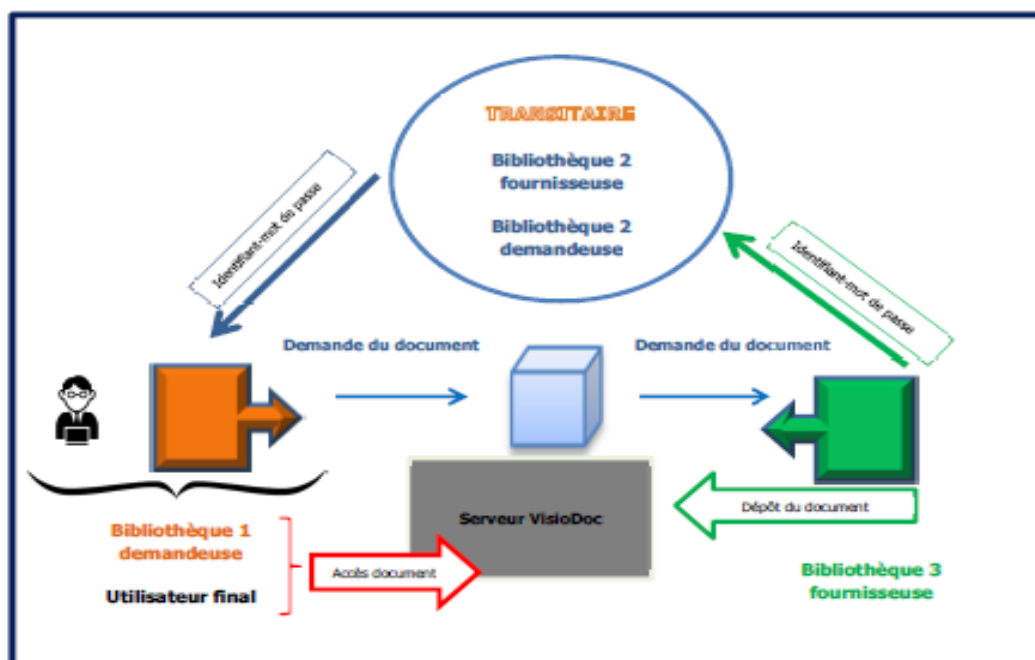 TRANSITAIRE
Bibliothèque 2
fournisseuse
Bibliothèque 2
demandeuse
Identifiant-mot de passe
Identifiant-mot de passe
Demande du document
Demande du document
Serveur VisioDoc
Dépôt du document
Bibliothèque 1
demandeuse
Utilisateur final
Accès document
Bibliothèque 3
fournisseuse